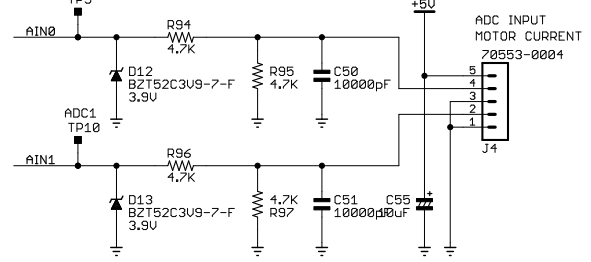 TP5
+5V
R94
ADC INPUT
AIN0
MOTOR CURRENT
4.7K
70553-0004
D12
R95
C50
5
BZT52C3V9-7-F
4.7K
10000pF
4
3.9V
3
ADC1
2
TP10
1
R96
J4
AIN1
4.7K
D13
4.7K
C51
C55
+
BZT52C3V9-7-F
R97
10000pF
10uF
3.9V